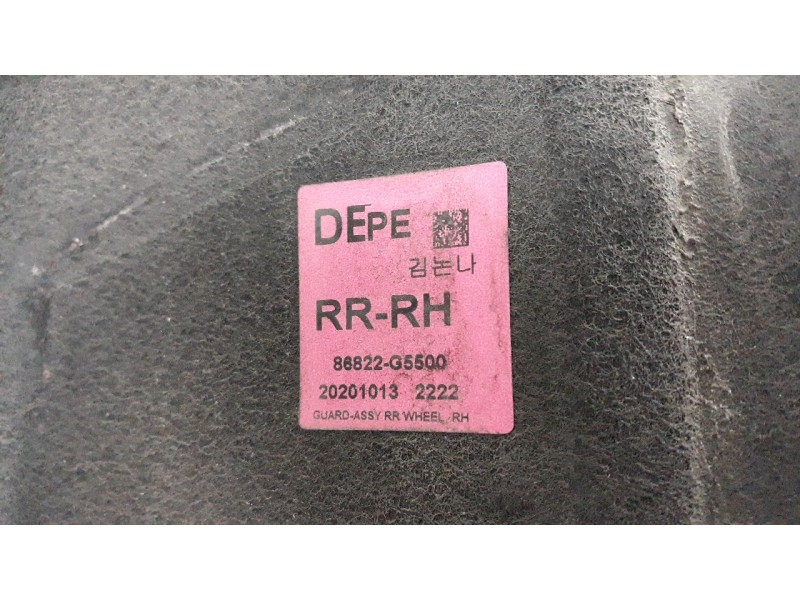 DEPE
김논나
RR-RH
86822-G5500
20201013 2222
GUARD-ASSY RR WHEEL, RH